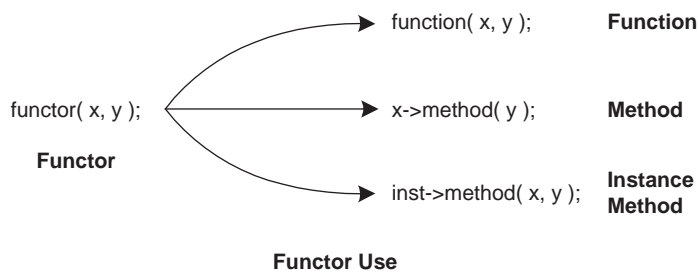 function( x, y ); Function
functor( x, y ); x->method( y ); Method
Functor
inst->method( x, y ); Instance
Method
Functor Use